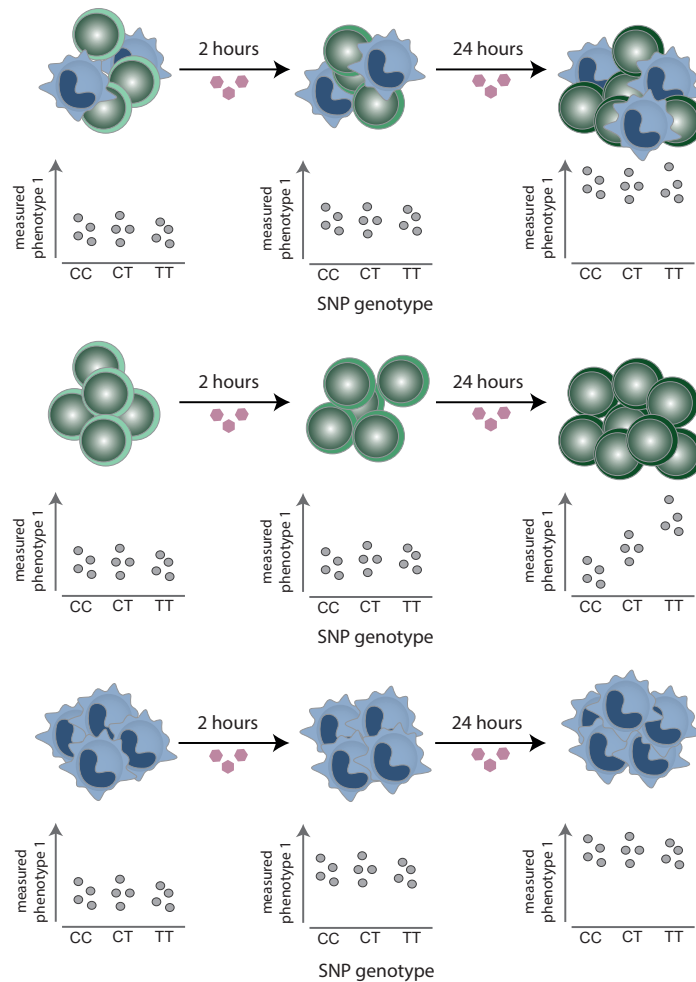 2 hours
24 hours
measured
phenotype 1
CC CT TT
measured
phenotype 1
CC CT TT
measured
phenotype 1
CC CT TT
SNP genotype
2 hours
24 hours
measured
phenotype 1
CC CT TT
measured
phenotype 1
CC CT TT
measured
phenotype 1
CC CT TT
SNP genotype
2 hours
24 hours
measured
phenotype 1
CC CT TT
measured
phenotype 1
CC CT TT
measured
phenotype 1
CC CT TT
SNP genotype